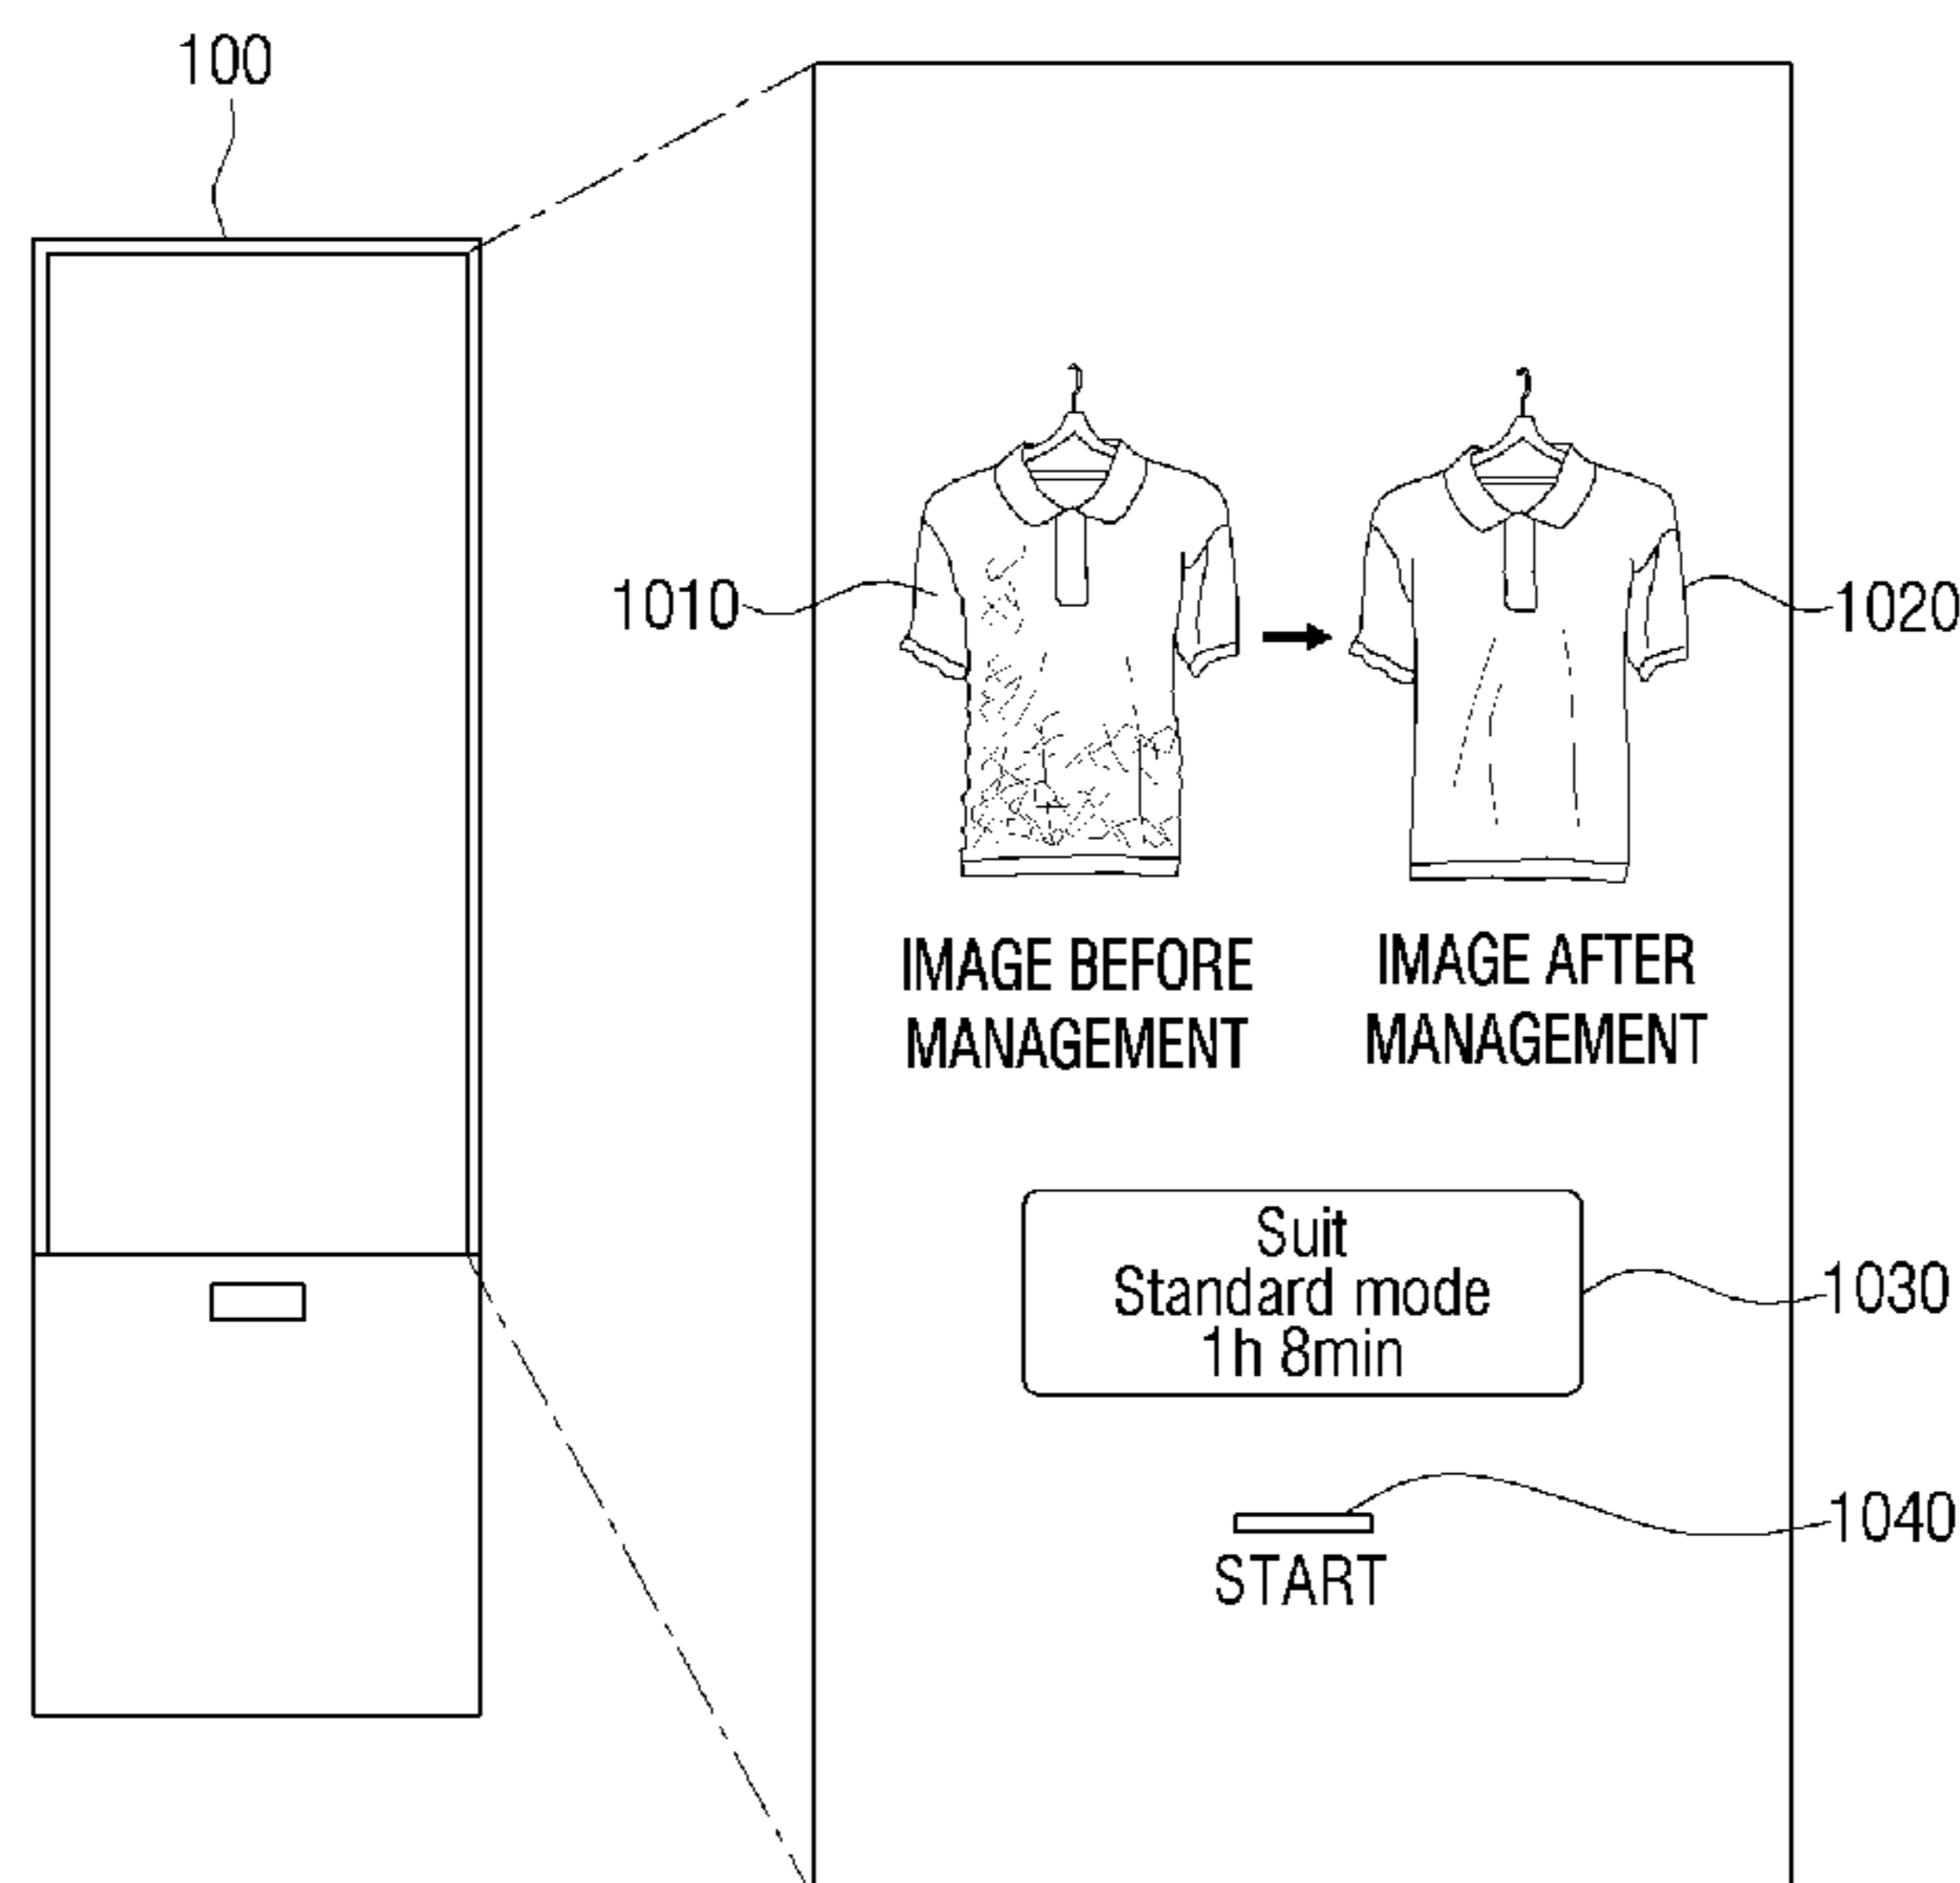 100
1010
1020
IMAGE BEFORE
MANAGEMENT
IMAGE AFTER
MANAGEMENT
Suit
Standard mode
1h 8min
1030
1040
START